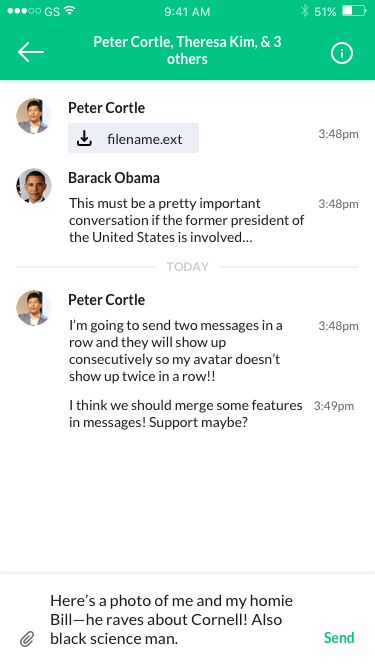 GS 9:41 AM 51%
Peter Cortle, Theresa Kim, & 3
others
Peter Cortle
filename.ext 3:48pm
Barack Obama
This must be a pretty important 3:48pm
conversation if the former president of
the United States is involved...
TODAY
Peter Cortle
I’m going to send two messages in a 3:48pm
row and they will show up
consecutively so my avatar doesn’t
show up twice in a row!!
I think we should merge some features 3:49pm
in messages! Support maybe?
Here’s a photo of me and my homie
Bill—he raves about Cornell! Also
black science man.
Send